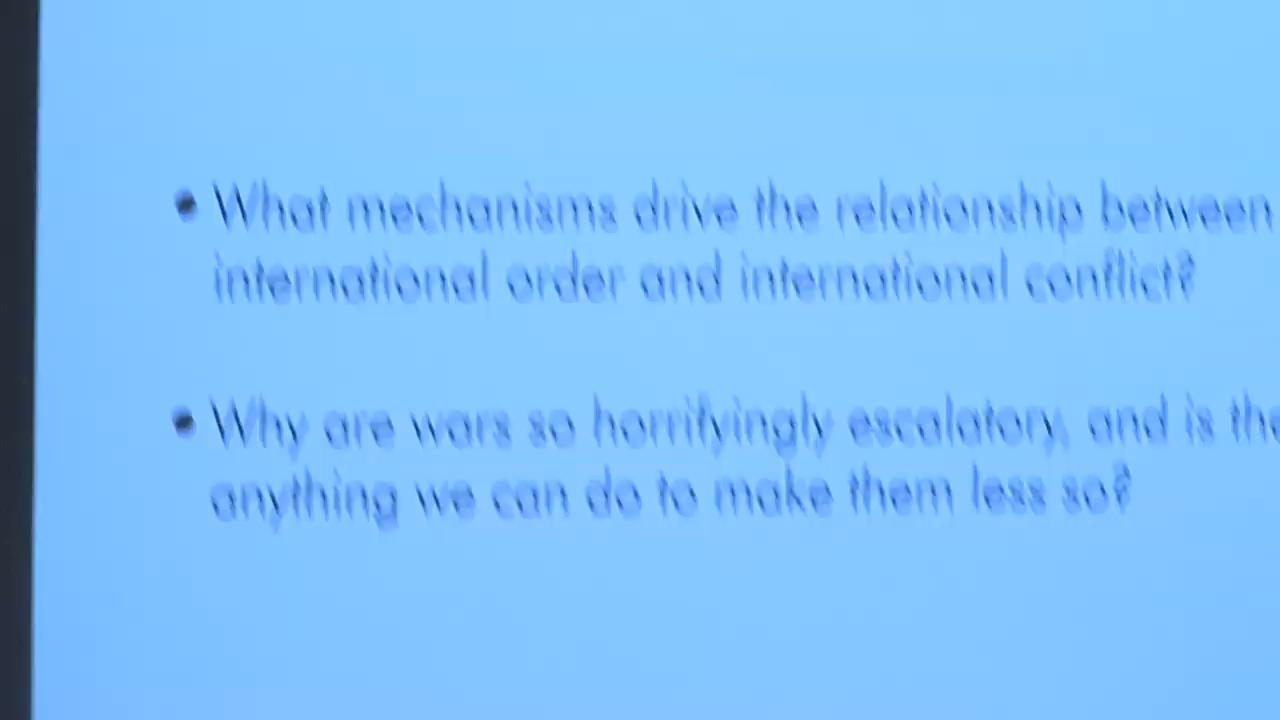 • What mechanisms drive the relationship between
international order and international conflict?
• Why are wars so horrifyingly escalatory, and is the
anything we can do to make them less so?